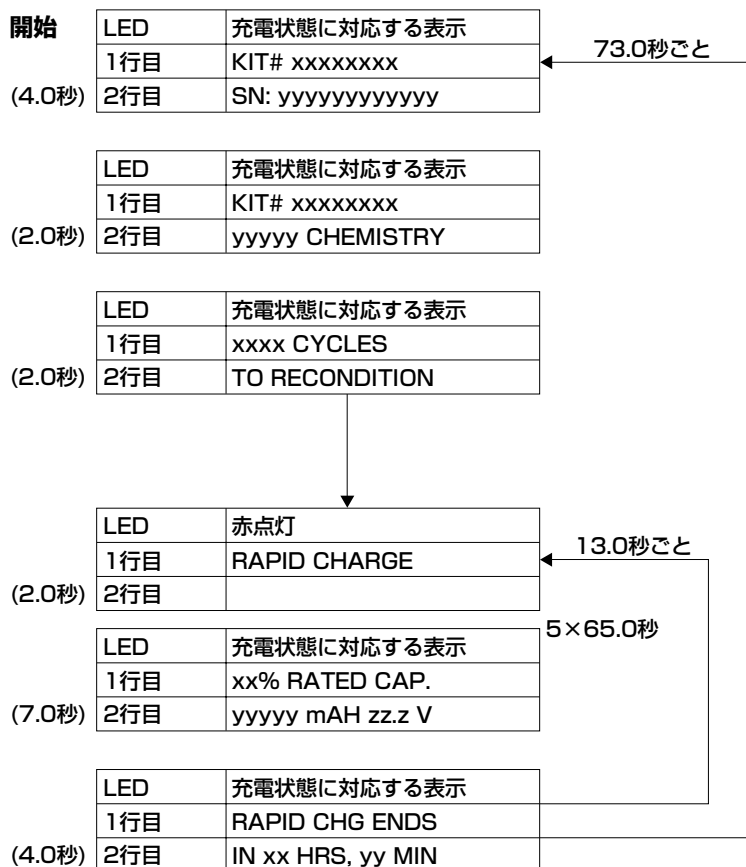 開始
LED 充電状態に対応する表示
1行目 KIT# xxxxxxxx
(4.0秒) 2行目 SN: yyyyyyyyyyyy
73.0秒ごと
LED 充電状態に対応する表示
1行目 KIT# xxxxxxxx
(2.0秒) 2行目 yyyyy CHEMISTRY
LED 充電状態に対応する表示
1行目 xxxx CYCLES
(2.0秒) 2行目 TO RECONDITION
LED 赤点灯
1行目 RAPID CHARGE
(2.0秒) 2行目
13.0秒ごと
5×65.0秒
LED 充電状態に対応する表示
1行目 xx% RATED CAP.
(7.0秒) 2行目 yyyyy mAH zz.z V
LED 充電状態に対応する表示
1行目 RAPID CHG ENDS
(4.0秒) 2行目 IN xx HRS, yy MIN